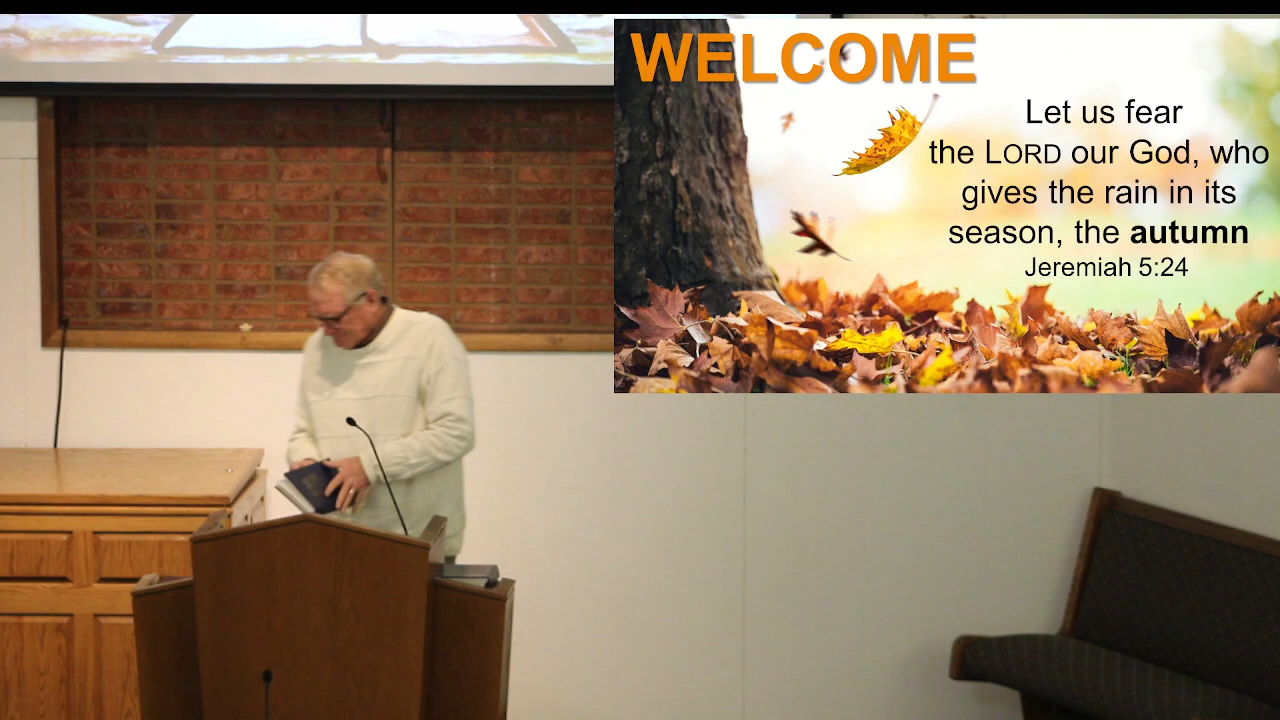 WELCOME
Let us fear
the LORD our God, who
gives the rain in its
season, the autumn
Jeremiah 5:24